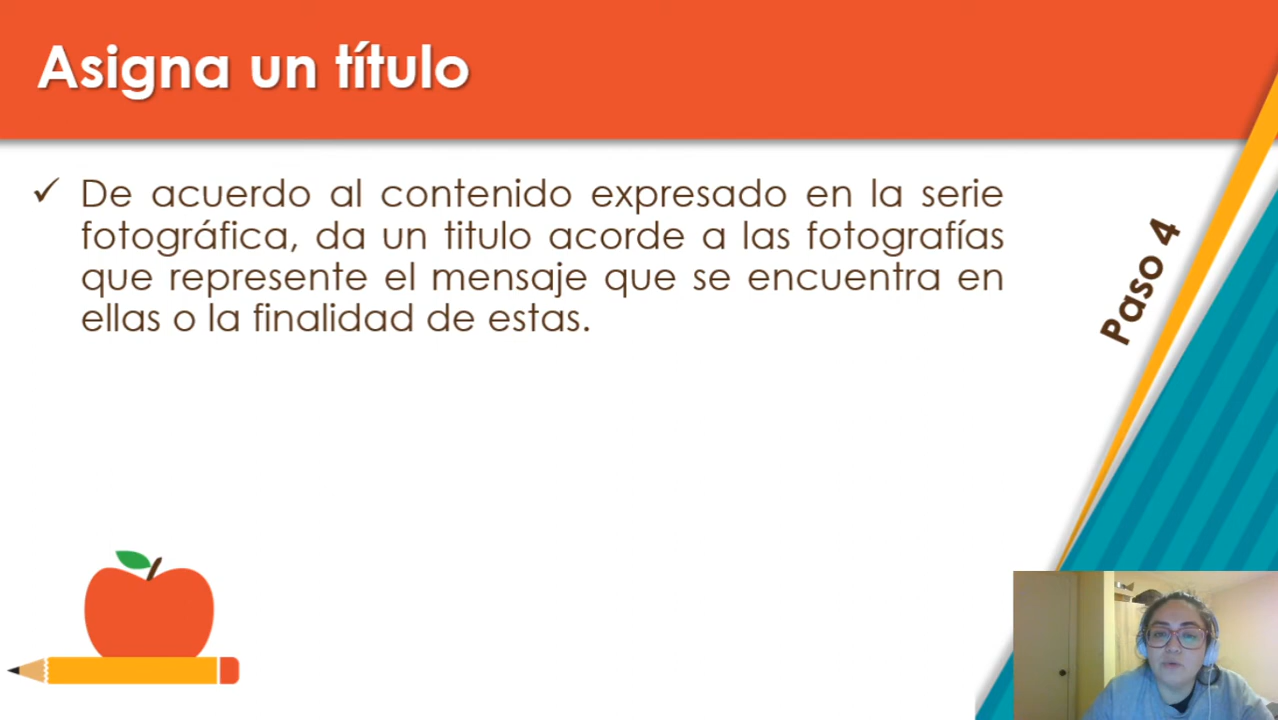 Asigna un título
✓ De acuerdo al contenido expresado en la serie
fotográfica, da un titulo acorde a las fotografías
que represente el mensaje que se encuentra en
ellas o la finalidad de estas.
Paso 4